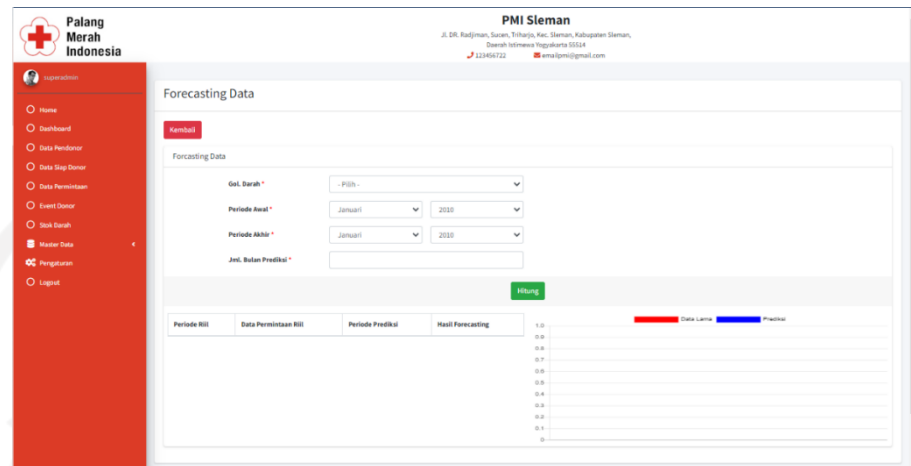 Palang
Merah
Indonesia
PMI Sleman
Jl. DR. Radjiman, Sucen, Triharjo, Kec. Sleman, Kabupaten Sleman,
Daerah Istimewa Yogyakarta 55514
123456722 emailpmi@gmail.com
superadmin
Home
Dashboard
Data Pendonor
Data Siap Donor
Data Permintaan
Event Donor
Stok Darah
Master Data
Pengaturan
Logout
Forecasting Data
Kembali
Forcasting Data
Gol. Darah * - Pilih -
Periode Awal * Januari 2010
Periode Akhir * Januari 2010
Jml. Bulan Prediksi *
Hitung
Periode Riil Data Permintaan Riil Periode Prediksi Hasil Forecasting
Data Lama Prediksi
1.0
0.9
0.8
0.7
0.6
0.5
0.4
0.3
0.2
0.1
0